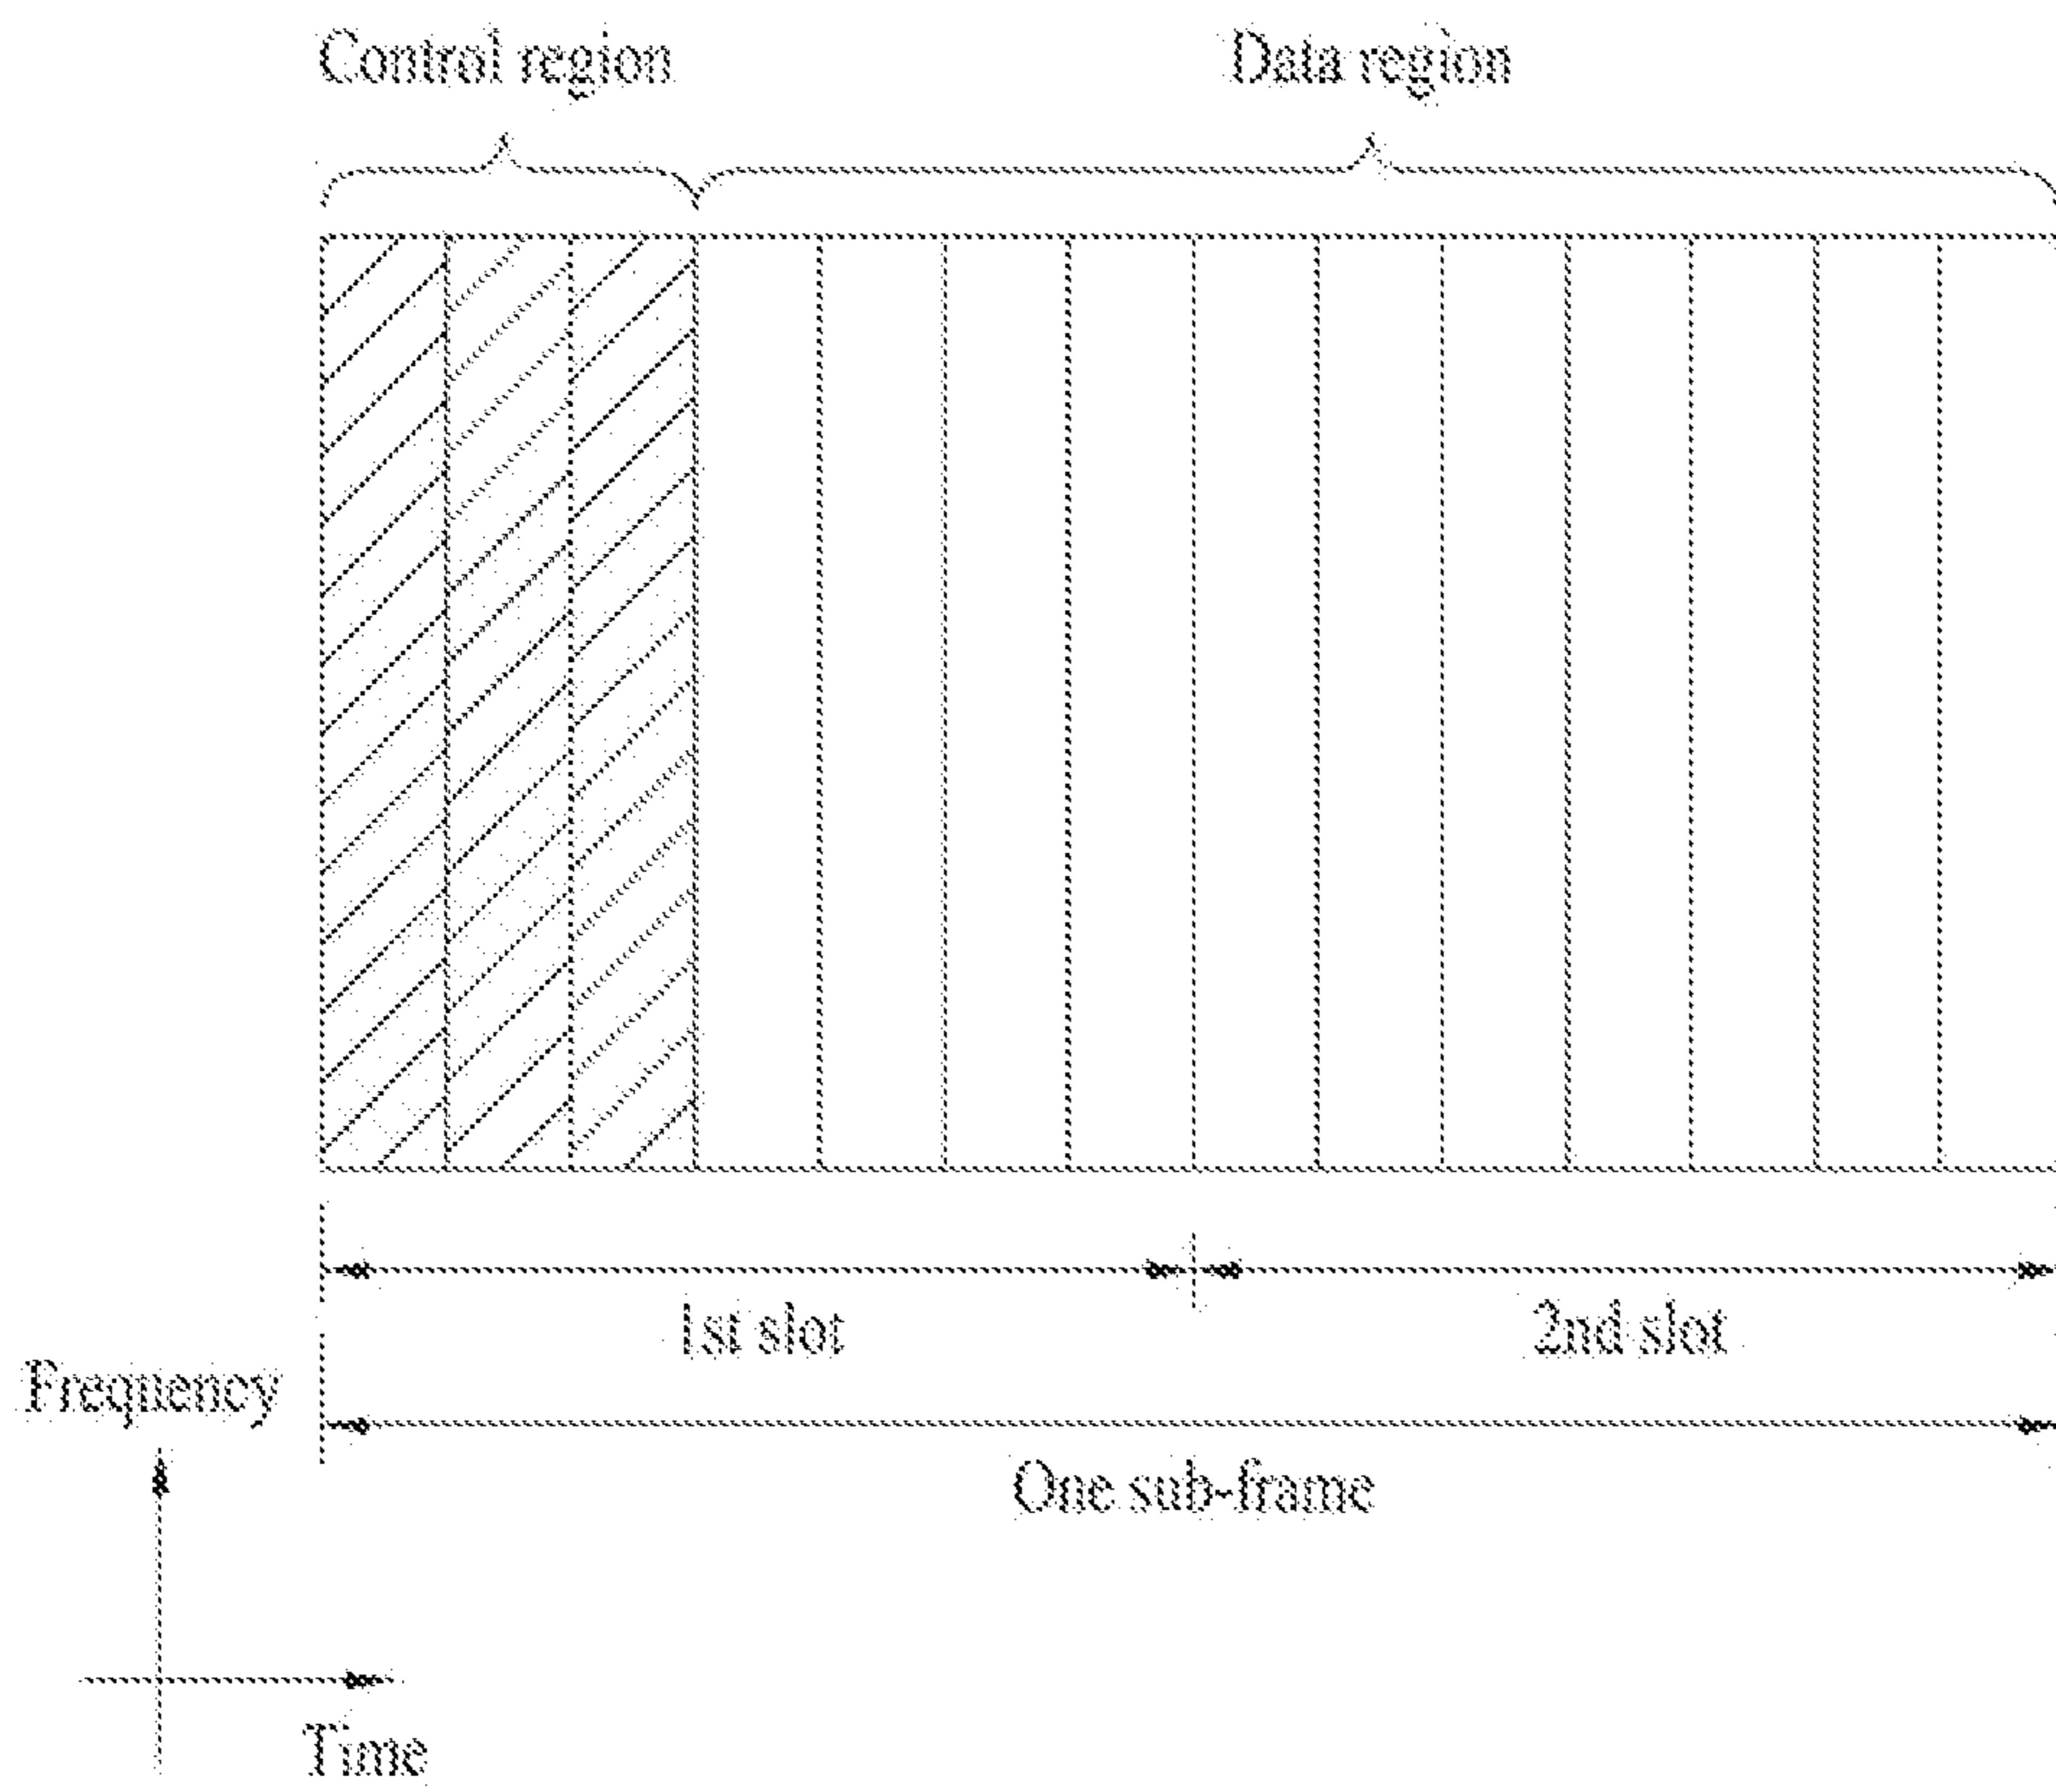 Control region
Data region
1st slot
2nd slot
Frequency
One sub-frame
Time